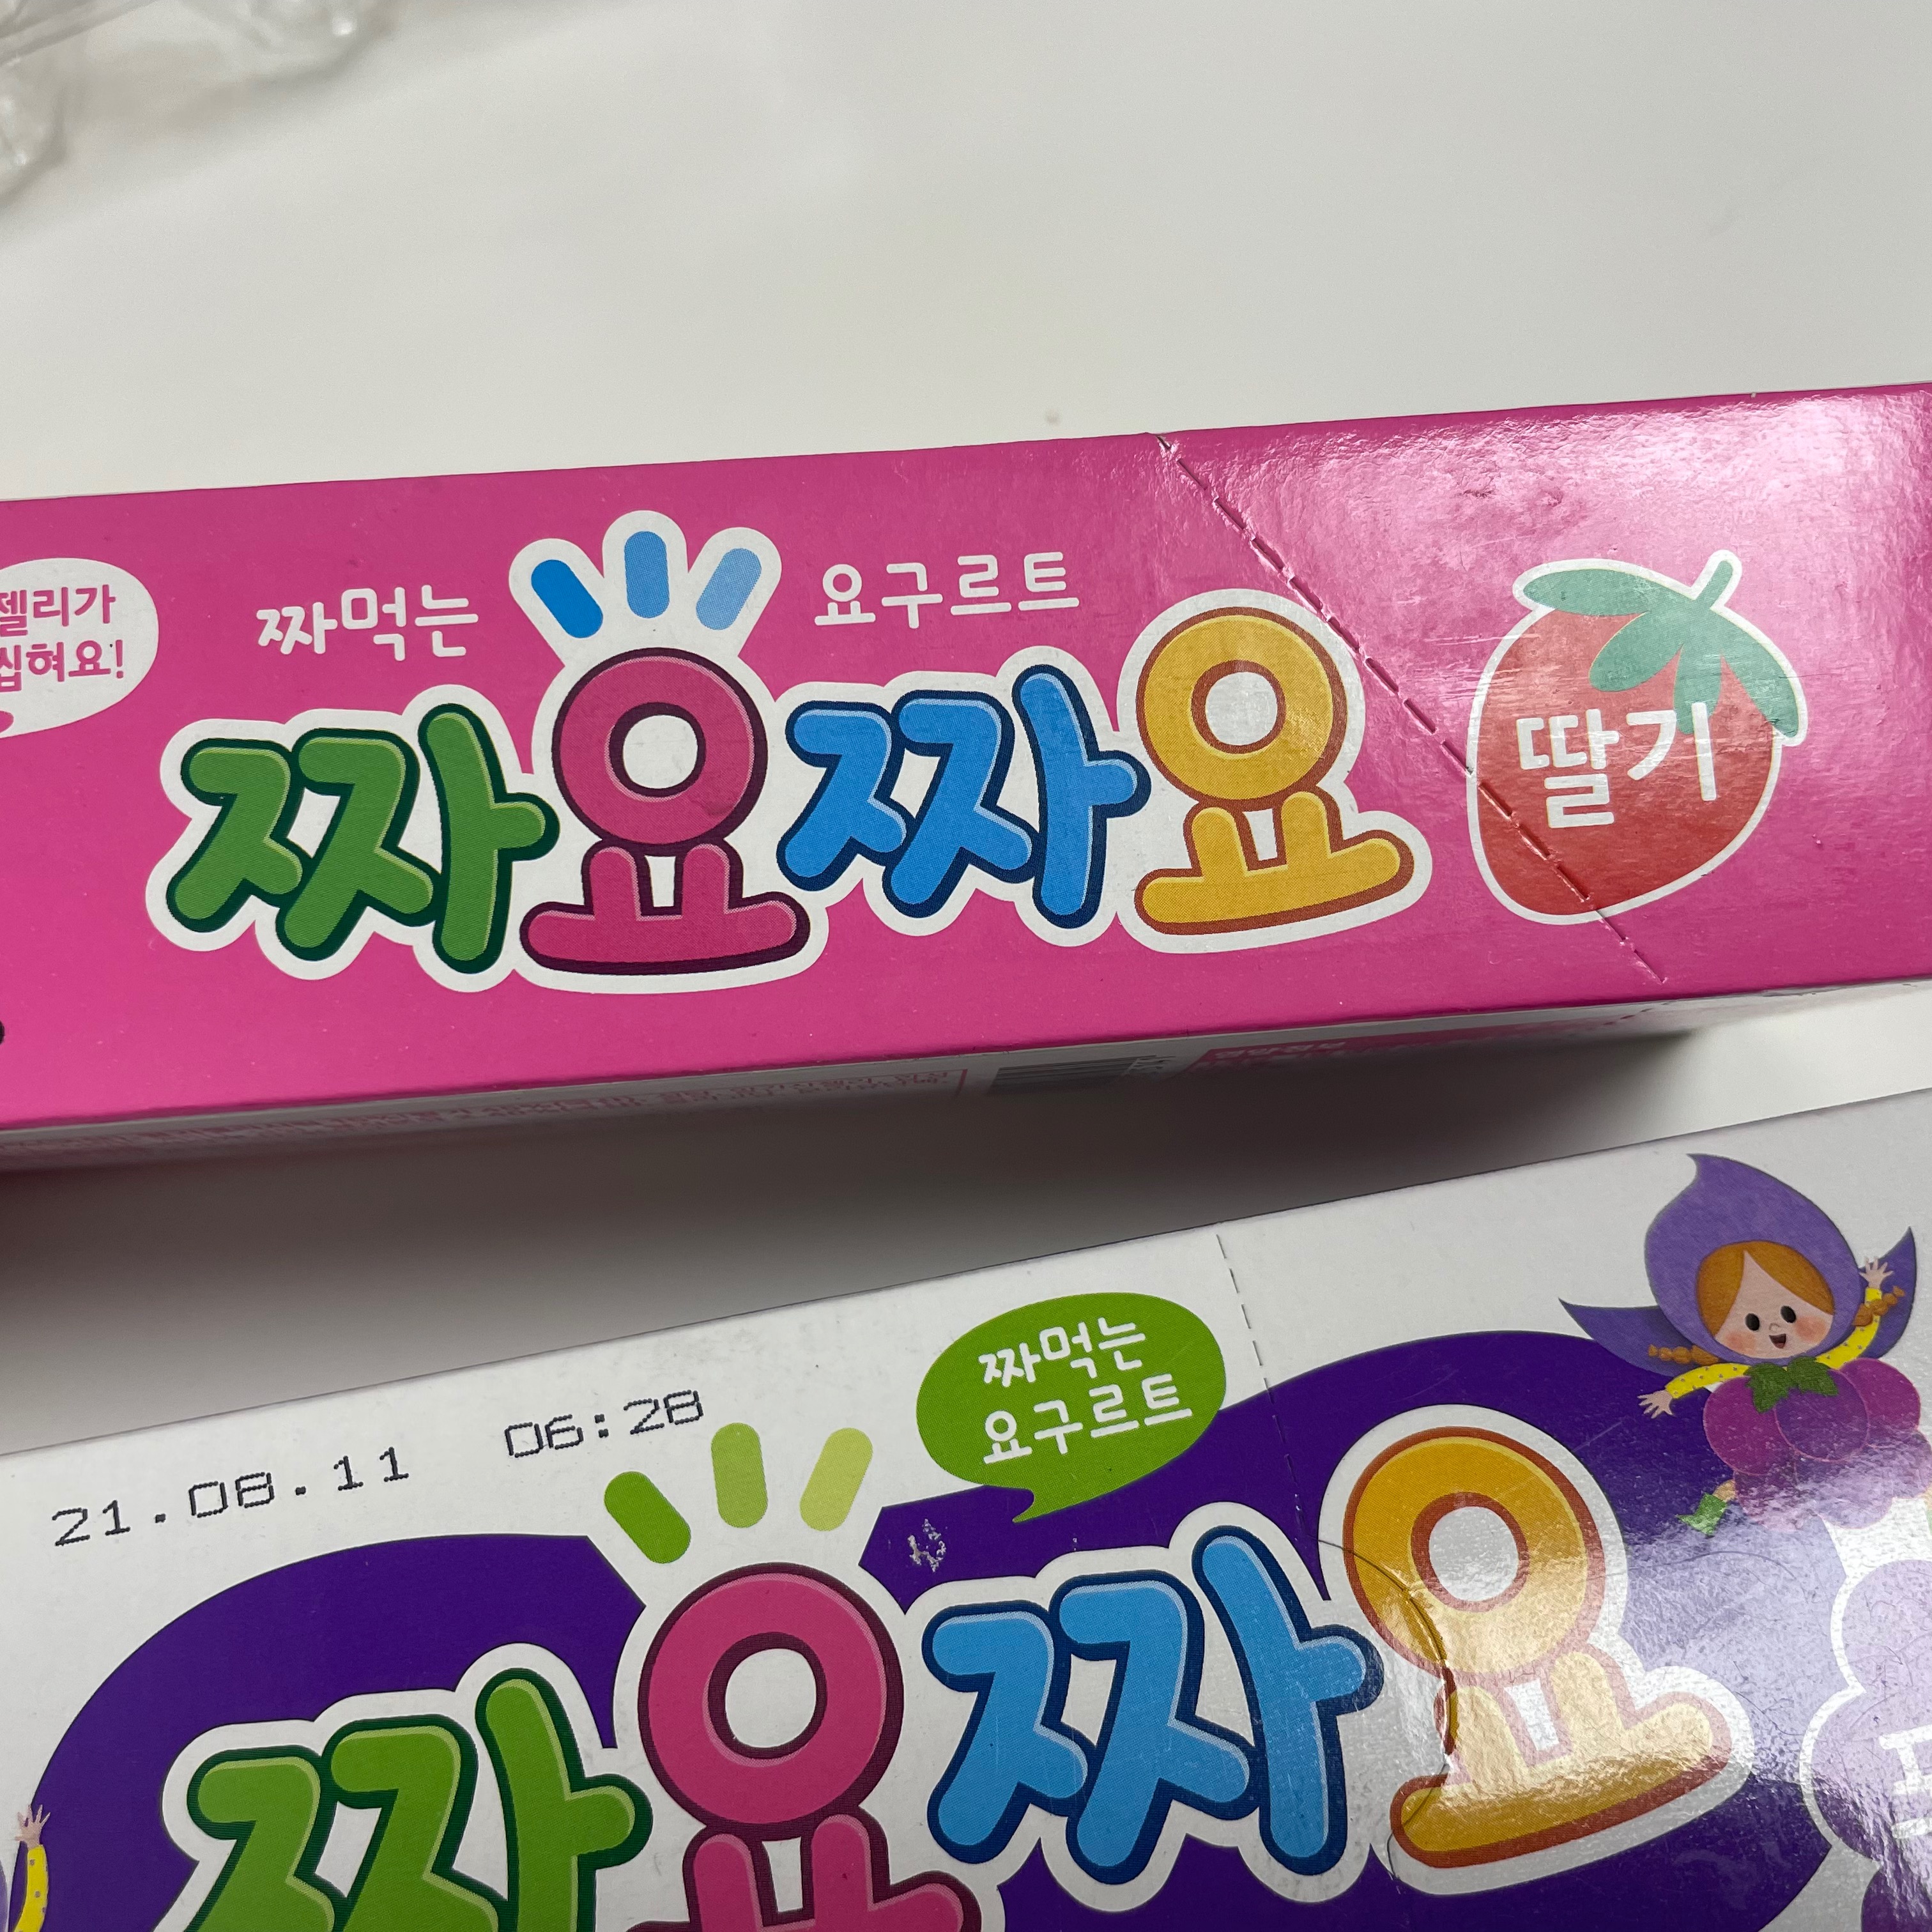 젤리가
씹혀요!
짜먹는 요구르트
짜요짜요
딸기
21.08.11 06:28
짜먹는
요구르트
짜요짜요